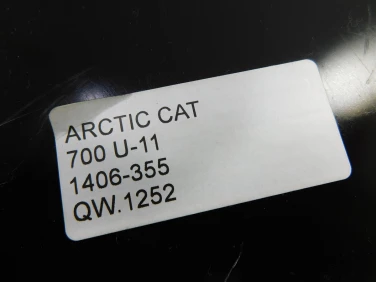 ARCTIC CAT
700 U-11
1406-355
QW.1252